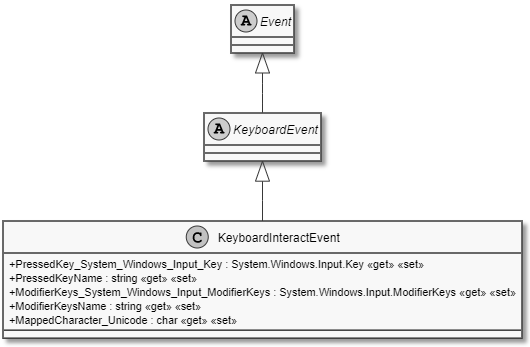 A Event
A KeyboardEvent
C KeyboardInteractEvent
+PressedKey_System_Windows_Input_Key : System.Windows.Input.Key «get» «set»
+PressedKeyName : string «get» «set»
+ModifierKeys_System_Windows_Input_ModifierKeys : System.Windows.Input.ModifierKeys «get» «set»
+ModifierKeysName : string «get» «set»
+MappedCharacter_Unicode : char «get» «set»